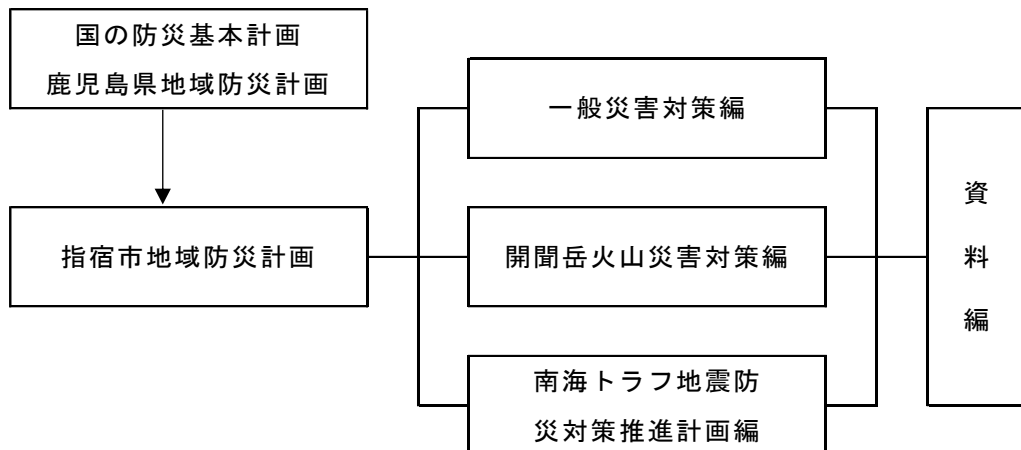 国の防災基本計画
鹿児島県地域防災計画
指宿市地域防災計画
一般災害対策編
開聞岳火山災害対策編
南海トラフ地震防
災対策推進計画編
資料編